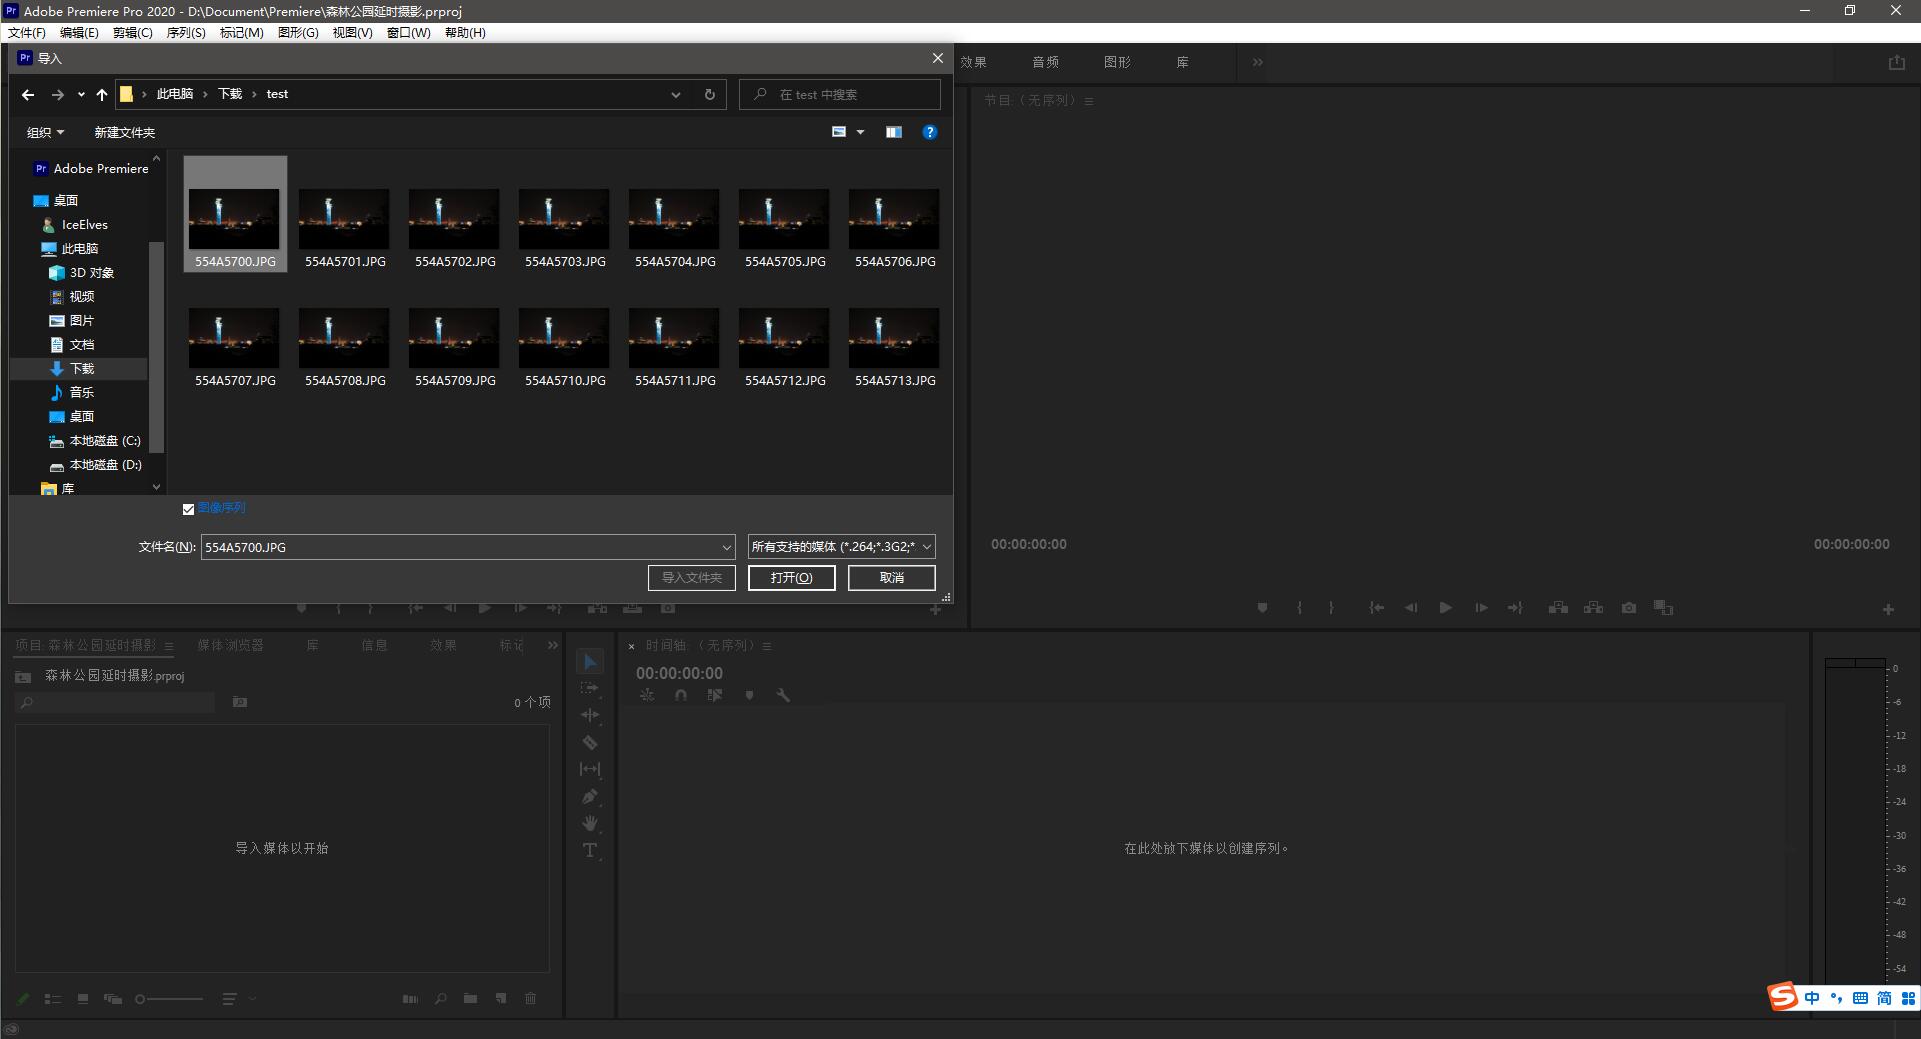 Adobe Premiere Pro 2020 - D:\Document\Premiere\森林公园延时摄影.prproj
文件(F) 编辑(E) 剪辑(C) 序列(S) 标记(M) 图形(G) 视图(V) 窗口(W) 帮助(H)
导入
效果 音频 图形 库
此电脑 下载 test
在 test 中搜索
节目:（无序列）
组织 新建文件夹
Adobe Premiere
桌面
IceElves
此电脑
3D 对象
视频
图片
文档
下载
音乐
桌面
本地磁盘 (C:)
本地磁盘 (D:)
库
554A5700.JPG 554A5701.JPG 554A5702.JPG 554A5703.JPG 554A5704.JPG 554A5705.JPG 554A5706.JPG
554A5707.JPG 554A5708.JPG 554A5709.JPG 554A5710.JPG 554A5711.JPG 554A5712.JPG 554A5713.JPG
图像序列
文件名(N): 554A5700.JPG 所有支持的媒体 (*.264;*.3G2;*.
导入文件夹 打开(O) 取消
00:00:00:00 00:00:00:00
项目: 森林公园延时摄影 媒体浏览器 库 信息 效果 标记
森林公园延时摄影.prproj
0 个项
导入媒体以开始
× 时间轴:（无序列）
00:00:00:00
在此处放下媒体以创建序列。
0
-6
-12
-18
-24
-30
-36
-42
-48
-54
中 简